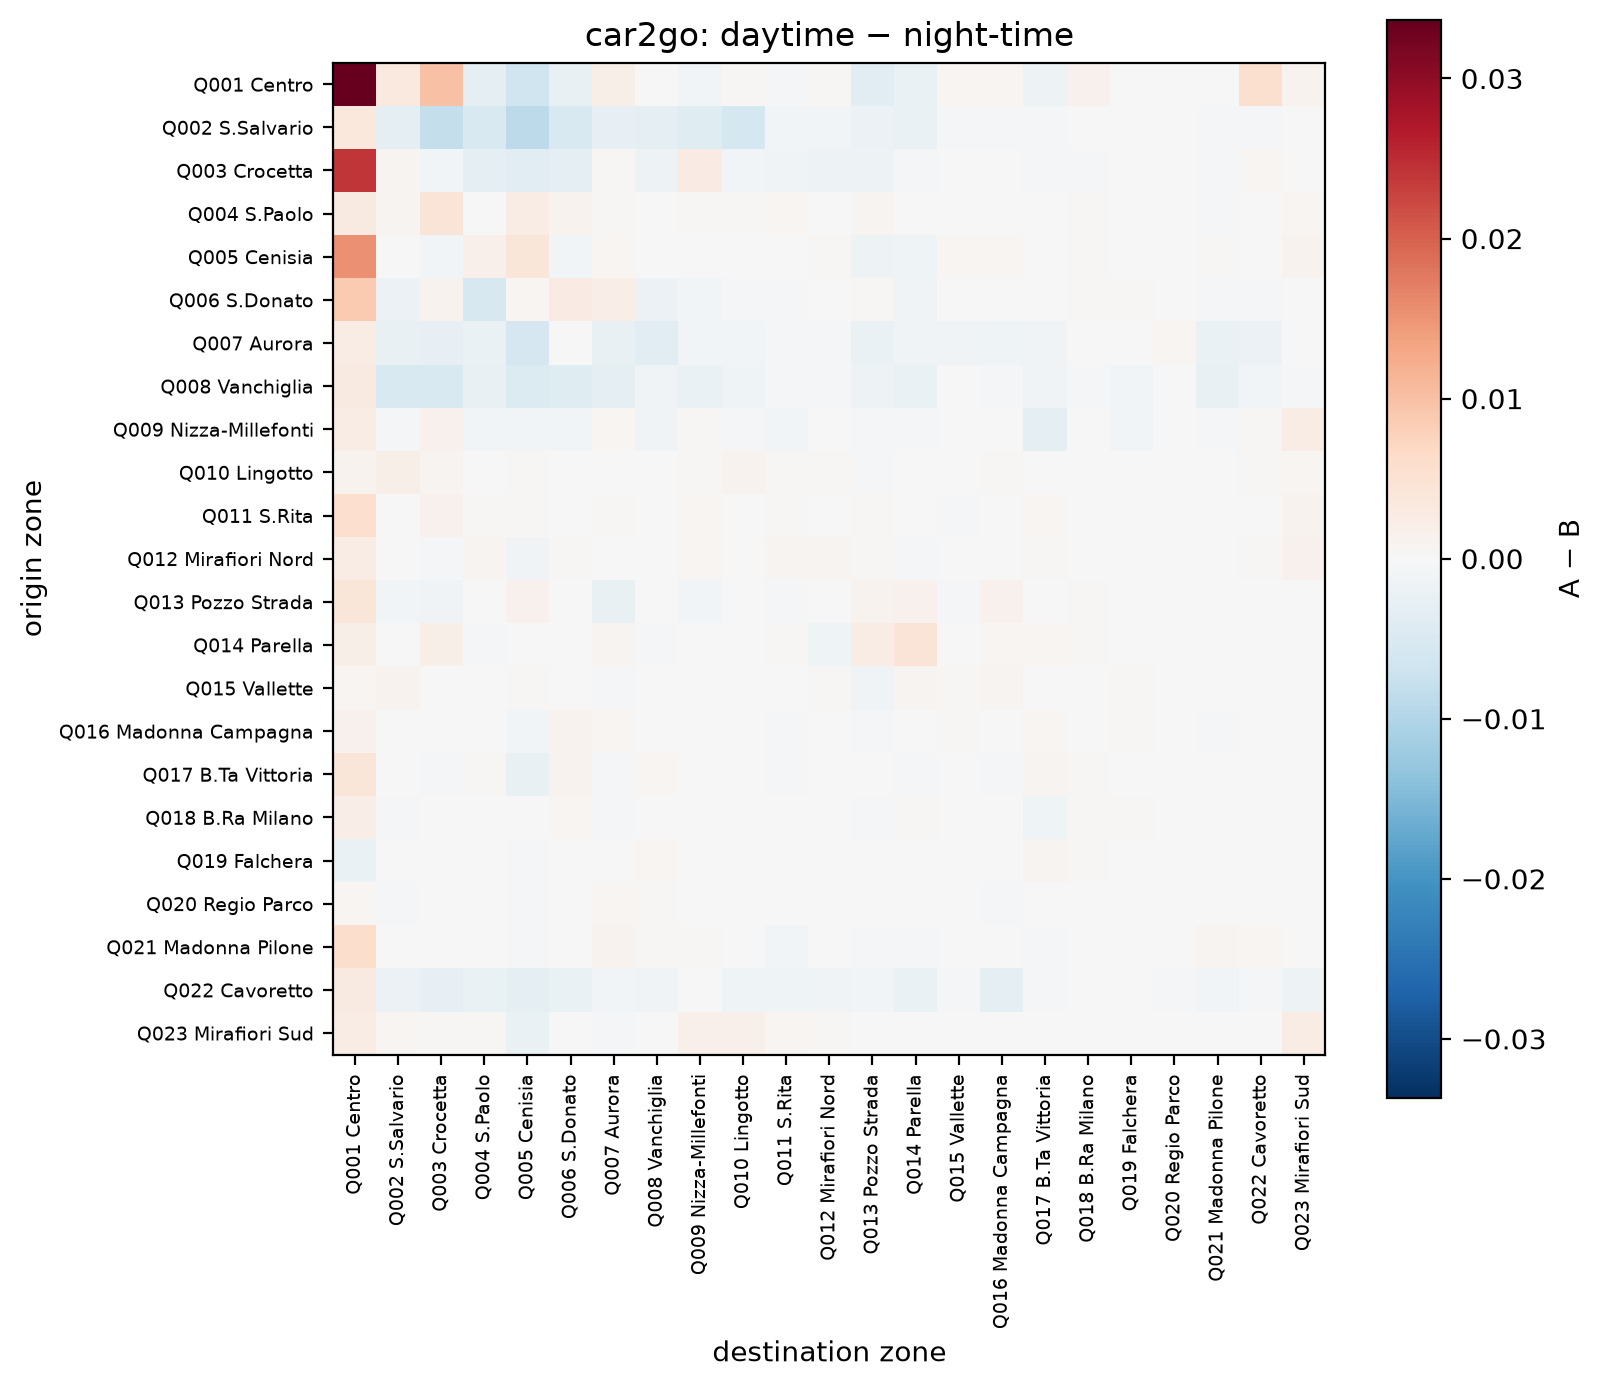 car2go: daytime − night-time
Q001 Centro
Q002 S.Salvario
Q003 Crocetta
Q004 S.Paolo
Q005 Cenisia
Q006 S.Donato
Q007 Aurora
Q008 Vanchiglia
Q009 Nizza-Millefonti
Q010 Lingotto
Q011 S.Rita
Q012 Mirafiori Nord
Q013 Pozzo Strada
Q014 Parella
Q015 Vallette
Q016 Madonna Campagna
Q017 B.Ta Vittoria
Q018 B.Ra Milano
Q019 Falchera
Q020 Regio Parco
Q021 Madonna Pilone
Q022 Cavoretto
Q023 Mirafiori Sud
origin zone
Q001 Centro
Q002 S.Salvario
Q003 Crocetta
Q004 S.Paolo
Q005 Cenisia
Q006 S.Donato
Q007 Aurora
Q008 Vanchiglia
Q009 Nizza-Millefonti
Q010 Lingotto
Q011 S.Rita
Q012 Mirafiori Nord
Q013 Pozzo Strada
Q014 Parella
Q015 Vallette
Q016 Madonna Campagna
Q017 B.Ta Vittoria
Q018 B.Ra Milano
Q019 Falchera
Q020 Regio Parco
Q021 Madonna Pilone
Q022 Cavoretto
Q023 Mirafiori Sud
destination zone
0.03
0.02
0.01
0.00
−0.01
−0.02
−0.03
A − B